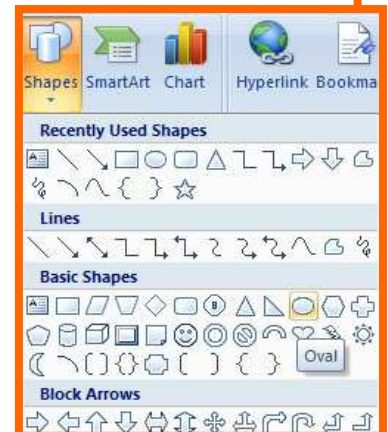 Shapes SmartArt Chart Hyperlink Bookma
Recently Used Shapes
Lines
Basic Shapes
Oval
Block Arrows